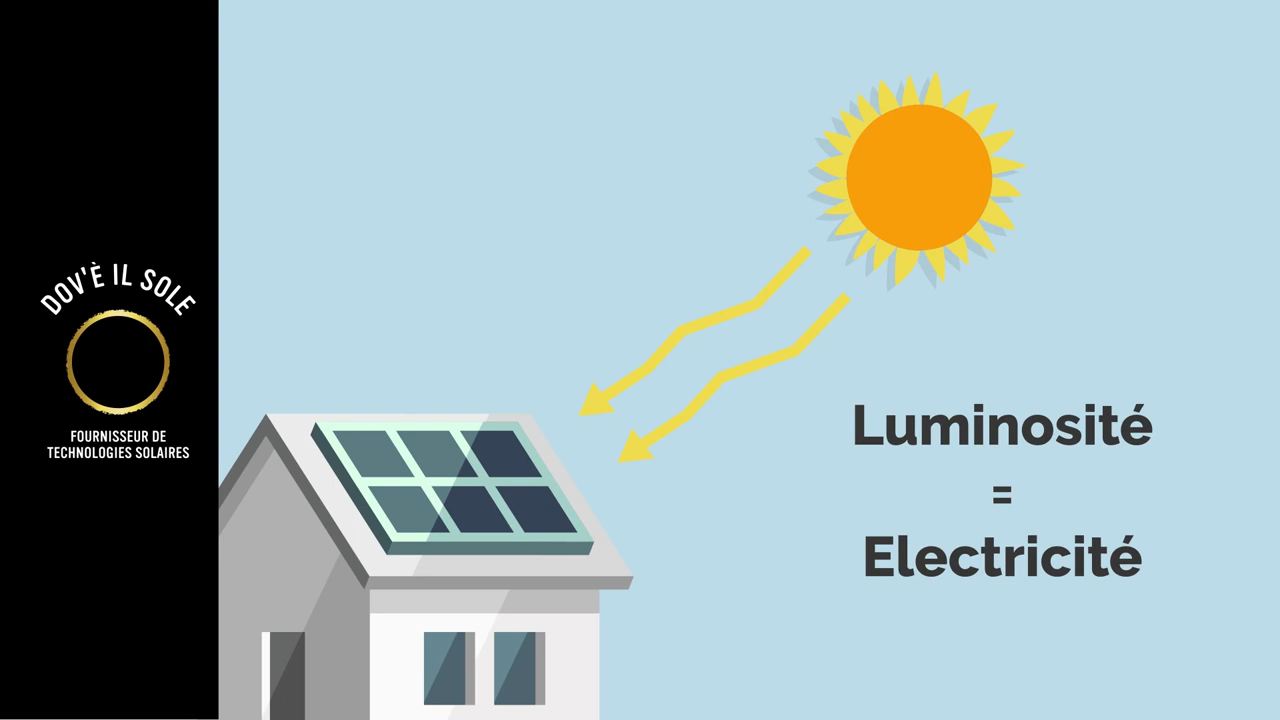 DOV'È IL SOLE
FOURNISSEUR DE
TECHNOLOGIES SOLAIRES
Luminosité
=
Electricité